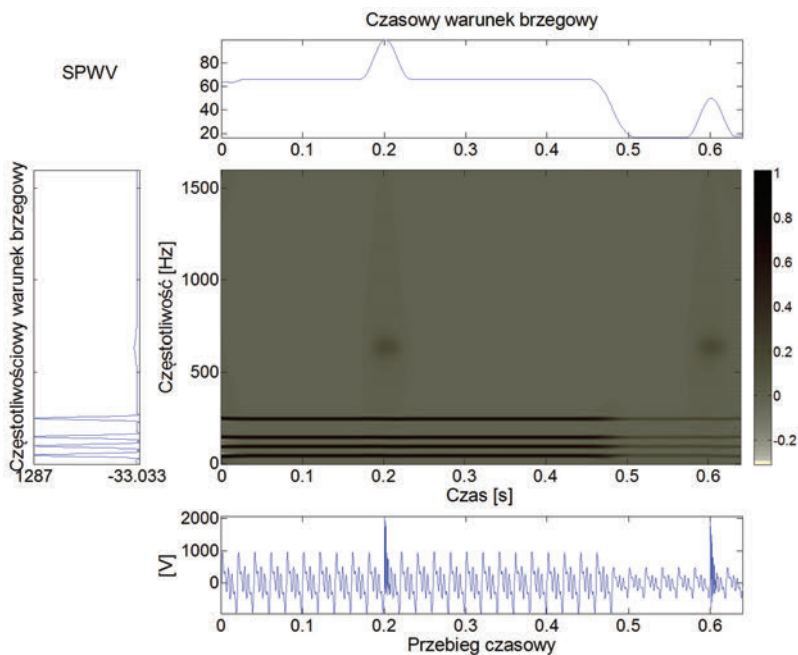 Czasowy warunek brzegowy
SPWV
80
60
40
20
0 0.1 0.2 0.3 0.4 0.5 0.6
Częstotliwościowy warunek brzegowy
1287 -33.033
Częstotliwość [Hz]
1500
1000
500
0
0 0.1 0.2 0.3 0.4 0.5 0.6
Czas [s]
1
0.8
0.6
0.4
0.2
0
-0.2
[V]
2000
1000
0
0 0.1 0.2 0.3 0.4 0.5 0.6
Przebieg czasowy